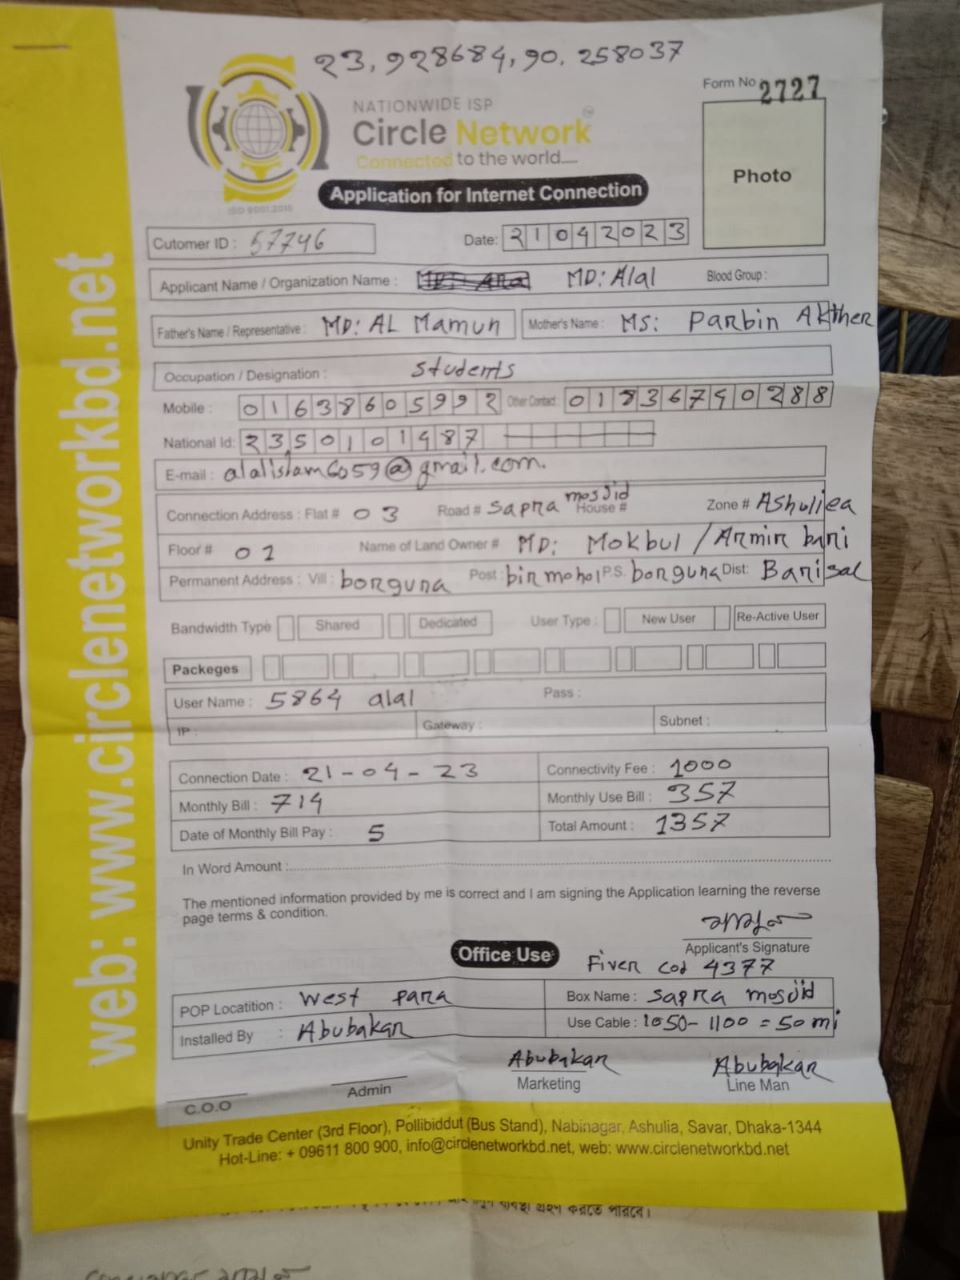 23,928684,90.258037
Form No 2727
NATIONWIDE ISP
Circle Network
Connected to the world....
ISO 9001:2015
Photo
Application for Internet Connection
Cutomer ID : 57746 Date: 21042023
Applicant Name / Organization Name : MD: Alal Blood Group :
Father's Name / Representative : MD: AL Mamun Mother's Name : MS: Parbin Akther
Occupation / Designation : students
Mobile : 01638605992 Other Contact 01836740288
National Id: 2350101487
E-mail : alalislam6059@gmail.com.
Connection Address : Flat # 03 Road # sapra mosjid House # Zone # Ashuliea
Floor # 01 Name of Land Owner # MD: Mokbul / Armin bari
Permanent Address : Vill : borguna Post : birmohol P.S. borguna Dist: Barisal
Bandwidth Type Shared Dedicated User Type : New User Re-Active User
Packeges
User Name : 5864 alal Pass :
IP : Gateway : Subnet :
Connection Date : 21-04-23 Connectivity Fee : 1000
Monthly Bill : 714 Monthly Use Bill : 357
Date of Monthly Bill Pay : 5 Total Amount : 1357
In Word Amount :
The mentioned information provided by me is correct and I am signing the Application learning the reverse
page terms & condition.
Applicant's Signature
Office Use
Fiver cod 4377
POP Locatition : West para Box Name : sapra mosjid
Installed By : Abubakar Use Cable : 1050-1100 = 50 mi
Abubakar Abubakar
C.O.O Admin Marketing Line Man
Unity Trade Center (3rd Floor), Pollibiddut (Bus Stand), Nabinagar, Ashulia, Savar, Dhaka-1344
Hot-Line: + 09611 800 900, info@circlenetworkbd.net, web: www.circlenetworkbd.net
web: www.circlenetworkbd.net
গ্রহণ করতে পারবে।